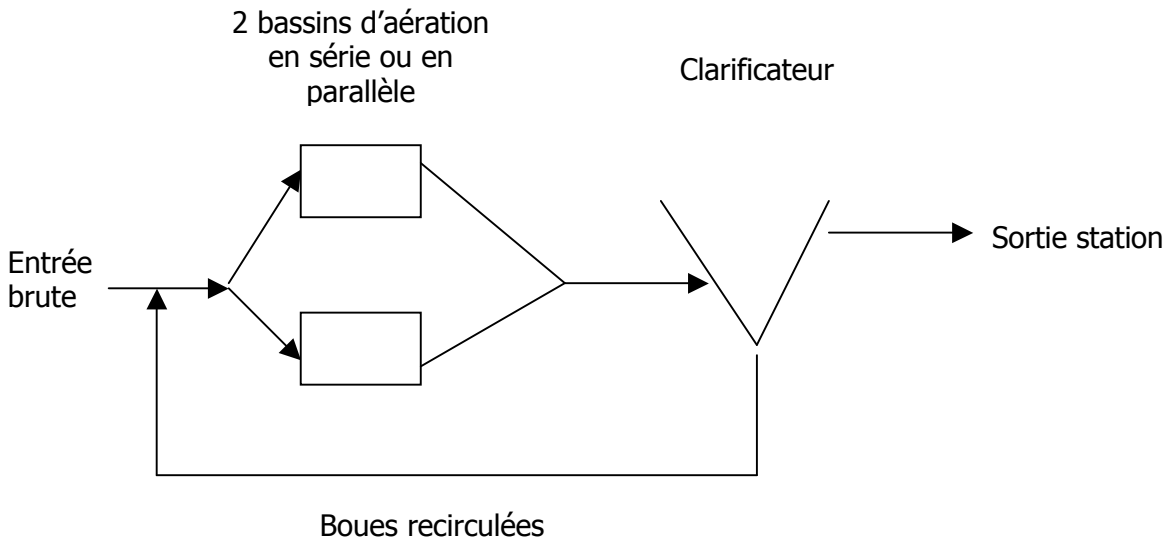 2 bassins d'aération
en série ou en
parallèle
Clarificateur
Entrée
brute
Sortie station
Boues recirculées